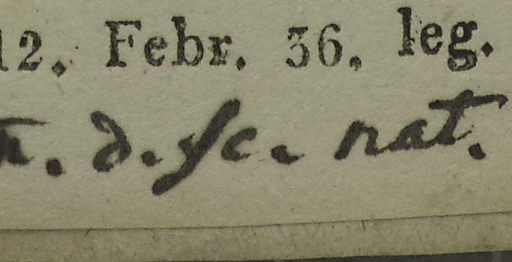 12. Febr. 36. leg.
n. d. sc. nat.